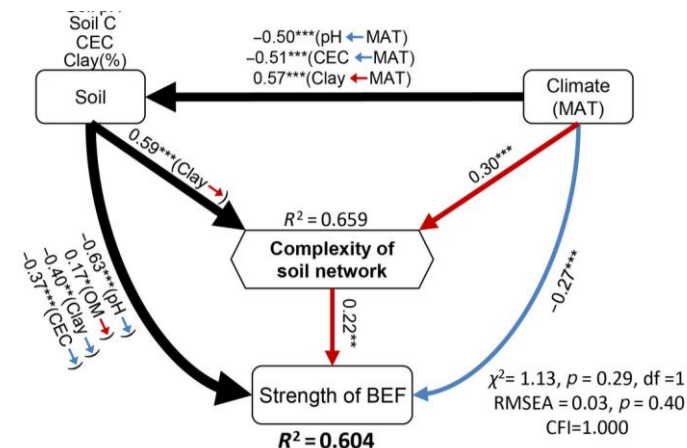 Soil C
CEC
Clay(%)
Soil
−0.50***(pH ←MAT)
−0.51***(CEC ←MAT)
0.57***(Clay ←MAT)
Climate
(MAT)
0.59***(Clay→)
0.30***
R² = 0.659
Complexity of
soil network
−0.63***(pH→)
0.17*(OM→)
−0.40**(Clay→)
−0.37***(CEC→)
0.22**
−0.27***
Strength of BEF
R² = 0.604
χ²= 1.13, p = 0.29, df =1
RMSEA = 0.03, p = 0.40
CFI=1.000